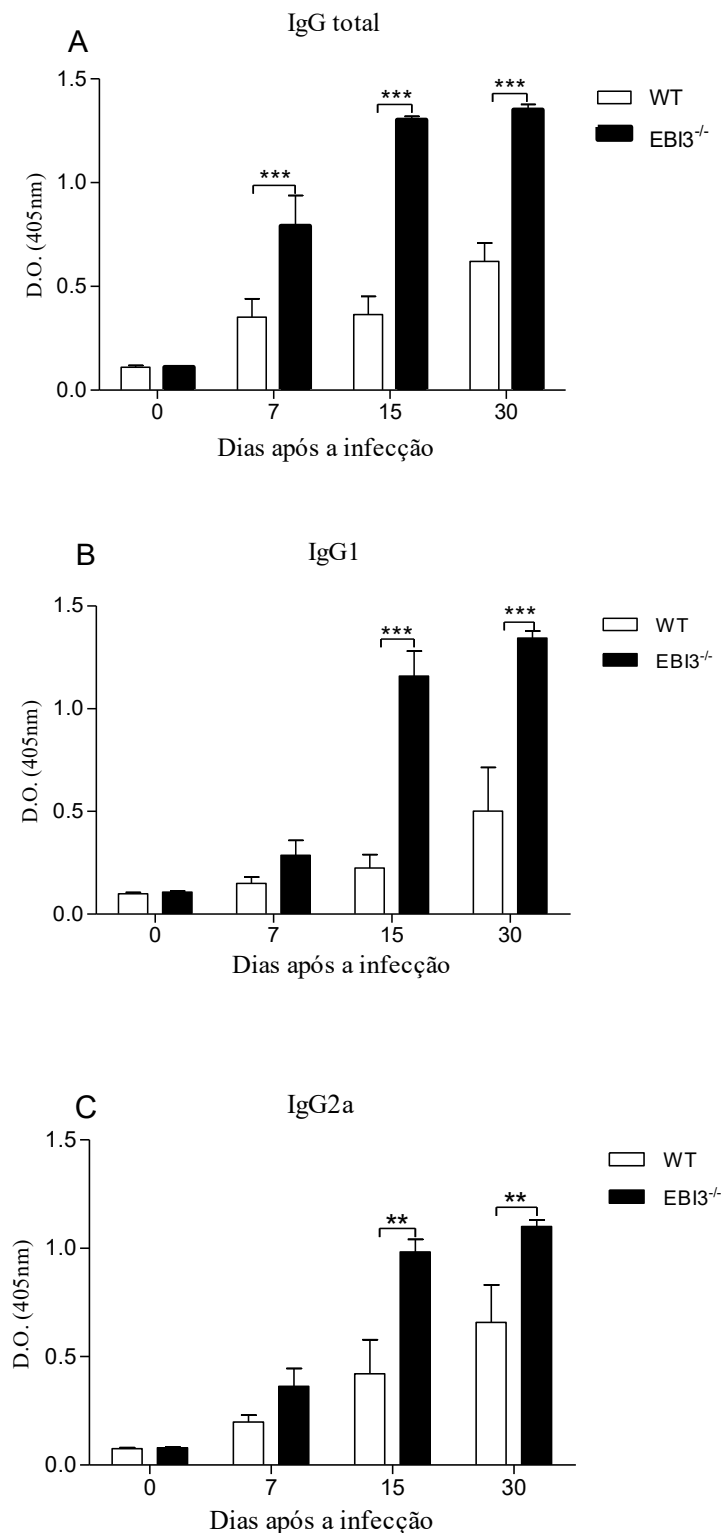 IgG total
A
1.5
1.0
0.5
0.0
D.O. (405nm)
***
***
***
WT
EBI3-/-
0 7 15 30
Dias após a infecção
B
IgG1
1.5
1.0
0.5
0.0
D.O. (405nm)
***
***
WT
EBI3-/-
0 7 15 30
Dias após a infecção
C
IgG2a
1.5
1.0
0.5
0.0
D.O. (405nm)
**
**
WT
EBI3-/-
0 7 15 30
Dias após a infecção